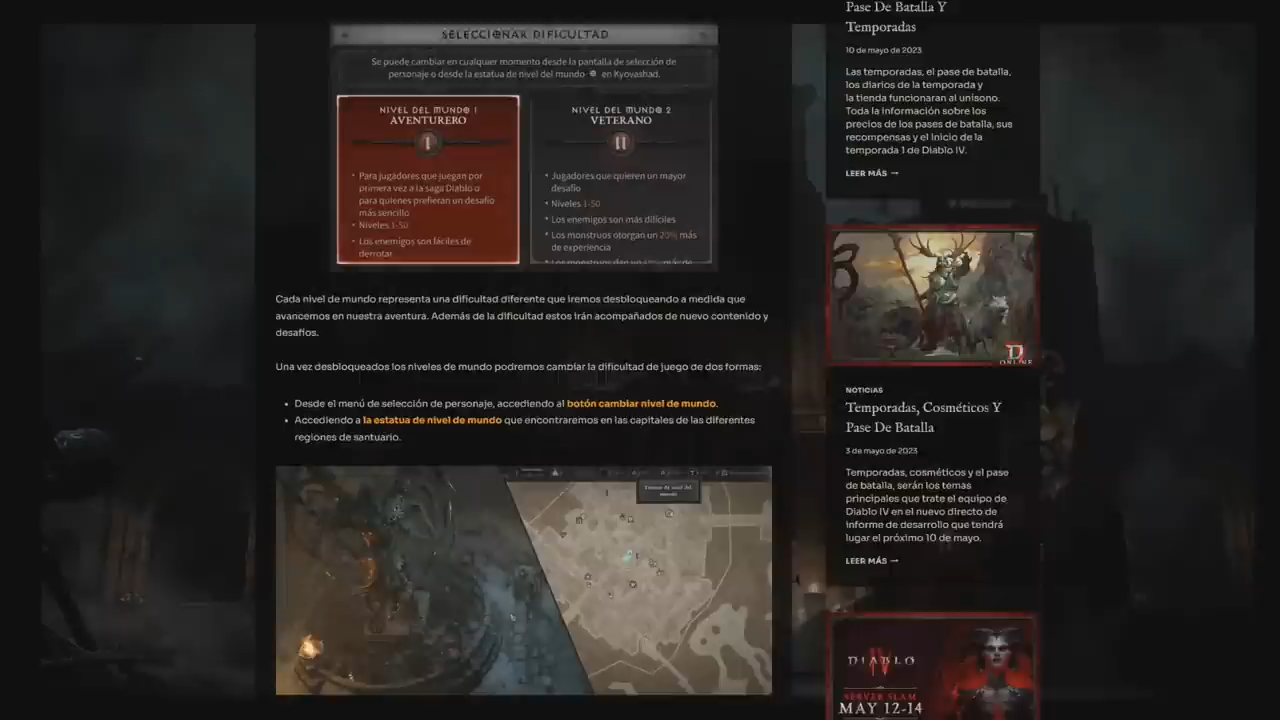 SELECCIONAR DIFICULTAD
Se puede cambiar en cualquier momento desde la pantalla de selección de
personaje o desde la estatua de nivel del mundo en Kyovashad.
NIVEL DEL MUNDO 1
AVENTURERO
I
• Para jugadores que juegan por
primera vez a la saga Diablo o
para quienes prefieran un desafío
más sencillo
• Niveles 1-50
• Los enemigos son fáciles de
derrotar
NIVEL DEL MUNDO 2
VETERANO
II
• Jugadores que quieren un mayor
desafío
• Niveles 1-50
• Los enemigos son más difíciles
• Los monstruos otorgan un 20% más
de experiencia
• Los monstruos dan un más de
Cada nivel de mundo representa una dificultad diferente que iremos desbloqueando a medida que
avancemos en nuestra aventura. Además de la dificultad estos irán acompañados de nuevo contenido y
desafíos.
Una vez desbloqueados los niveles de mundo podremos cambiar la dificultad de juego de dos formas:
• Desde el menú de selección de personaje, accediendo al botón cambiar nivel de mundo.
• Accediendo a la estatua de nivel de mundo que encontraremos en las capitales de las diferentes
regiones de santuario.
Pase De Batalla Y
Temporadas
10 de mayo de 2023
Las temporadas, el pase de batalla,
los diarios de la temporada y
la tienda funcionaran al unisono.
Toda la información sobre los
precios de los pases de batalla, sus
recompensas y el inicio de la
temporada 1 de Diablo IV.
LEER MÁS →
D
ONLINE
NOTICIAS
Temporadas, Cosméticos Y
Pase De Batalla
3 de mayo de 2023
Temporadas, cosméticos y el pase
de batalla, serán los temas
principales que trate el equipo de
Diablo IV en el nuevo directo de
informe de desarrollo que tendrá
lugar el próximo 10 de mayo.
LEER MÁS →
DIABLO
IV
SERVER SLAM
MAY 12-14